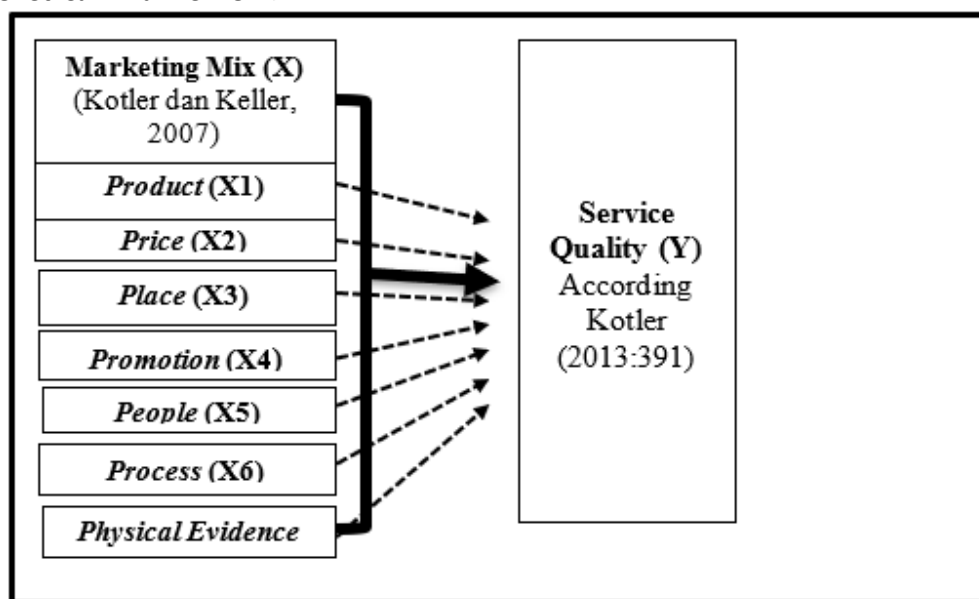 Marketing Mix (X)
(Kotler dan Keller,
2007)
Product (X1)
Price (X2)
Place (X3)
Promotion (X4)
People (X5)
Process (X6)
Physical Evidence
Service
Quality (Y)
According
Kotler
(2013:391)